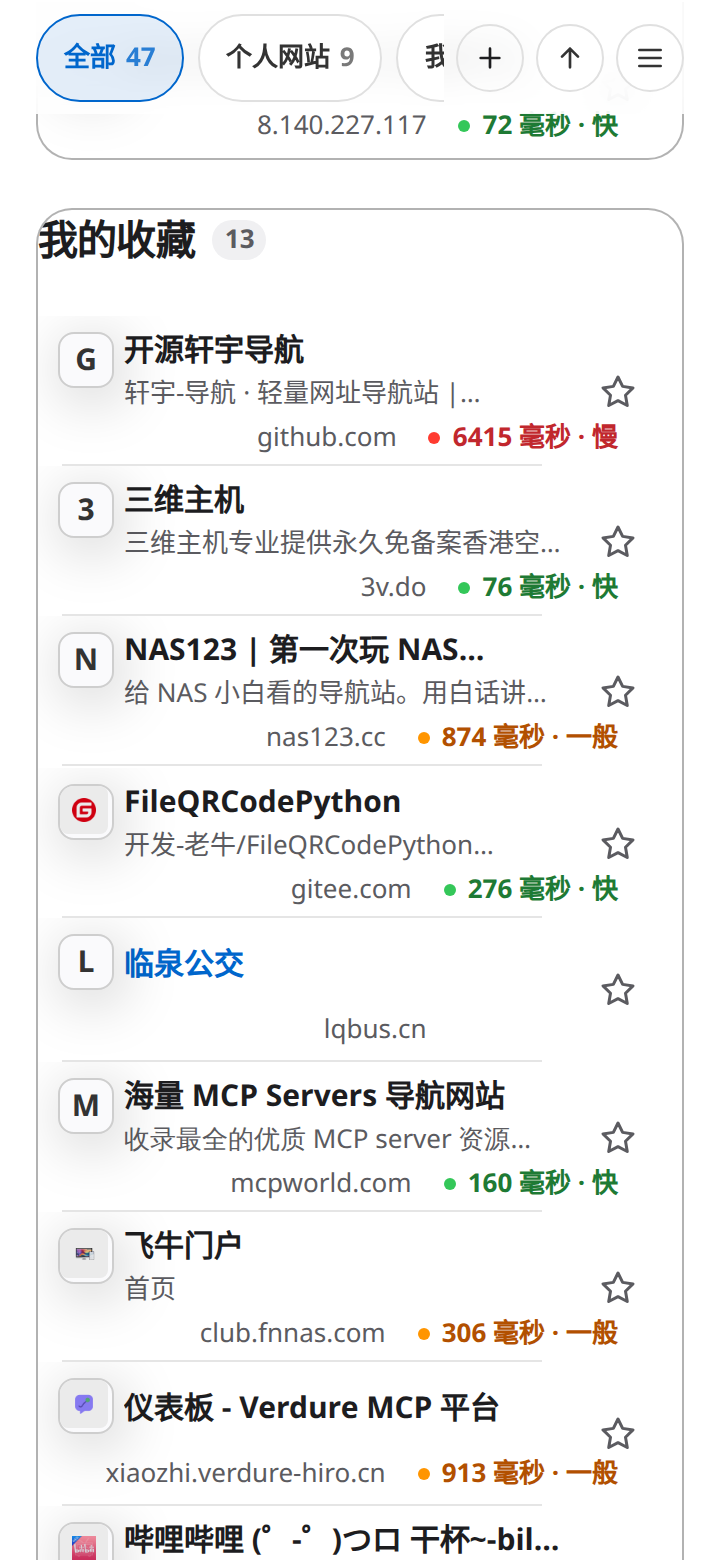 全部 47
个人网站 9
8.140.227.117 72 毫秒 · 快
我的收藏 13
G 开源轩宇导航
轩宇-导航 · 轻量网址导航站 |...
github.com 6415 毫秒 · 慢
3 三维主机
三维主机专业提供永久免备案香港空...
3v.do 76 毫秒 · 快
N NAS123 | 第一次玩 NAS...
给 NAS 小白看的导航站。用白话讲...
nas123.cc 874 毫秒 · 一般
FileQRCodePython
开发-老牛/FileQRCodePython...
gitee.com 276 毫秒 · 快
L 临泉公交
lqbus.cn
M 海量 MCP Servers 导航网站
收录最全的优质 MCP server 资源...
mcpworld.com 160 毫秒 · 快
飞牛门户
首页
club.fnnas.com 306 毫秒 · 一般
仪表板 - Verdure MCP 平台
xiaozhi.verdure-hiro.cn 913 毫秒 · 一般
哔哩哔哩 (゜-゜)つロ 干杯~-bil...